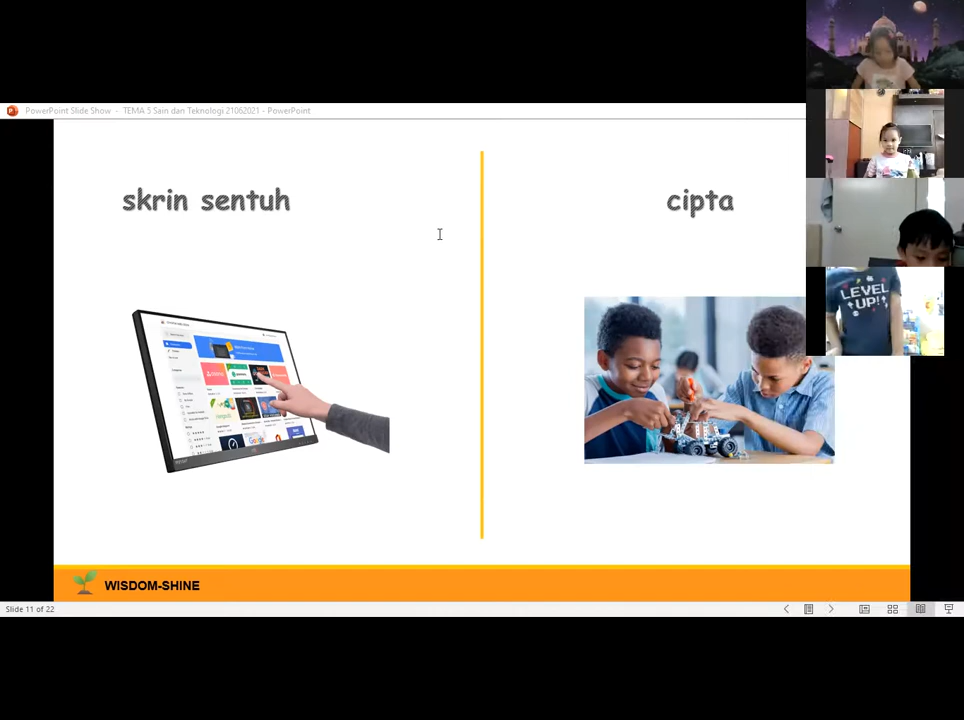 PowerPoint Slide Show - TEMA 5 Sain dan Teknologi 21062021 - PowerPoint
skrin sentuh
cipta
LEVEL
UP!
Google
WISDOM-SHINE
Slide 11 of 22